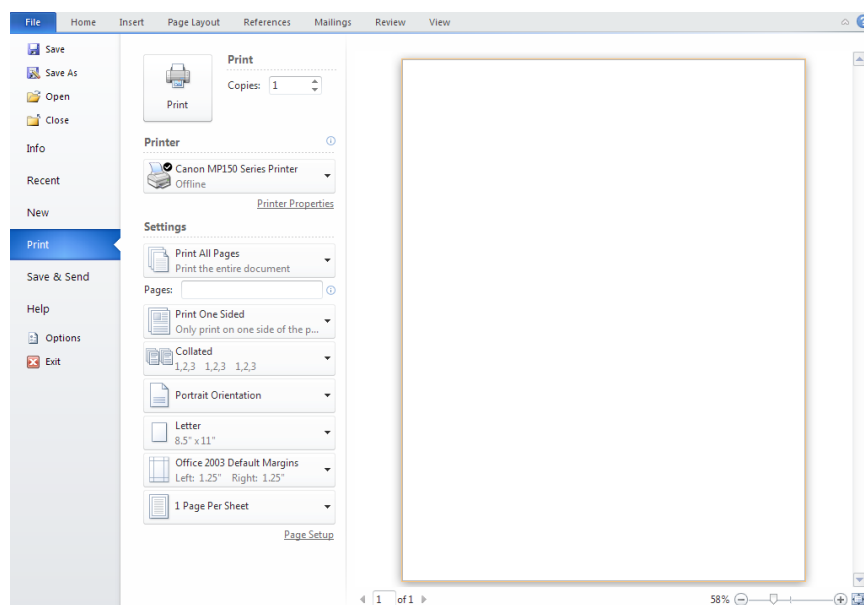 File Home Insert Page Layout References Mailings Review View
Save
Save As
Open
Close
Info
Recent
New
Print
Save & Send
Help
Options
Exit
Print
Print
Copies: 1
Printer
Canon MP150 Series Printer
Offline
Printer Properties
Settings
Print All Pages
Print the entire document
Pages:
Print One Sided
Only print on one side of the p...
Collated
1,2,3 1,2,3 1,2,3
Portrait Orientation
Letter
8.5" x 11"
Office 2003 Default Margins
Left: 1.25" Right: 1.25"
1 Page Per Sheet
Page Setup
1 of 1
58%